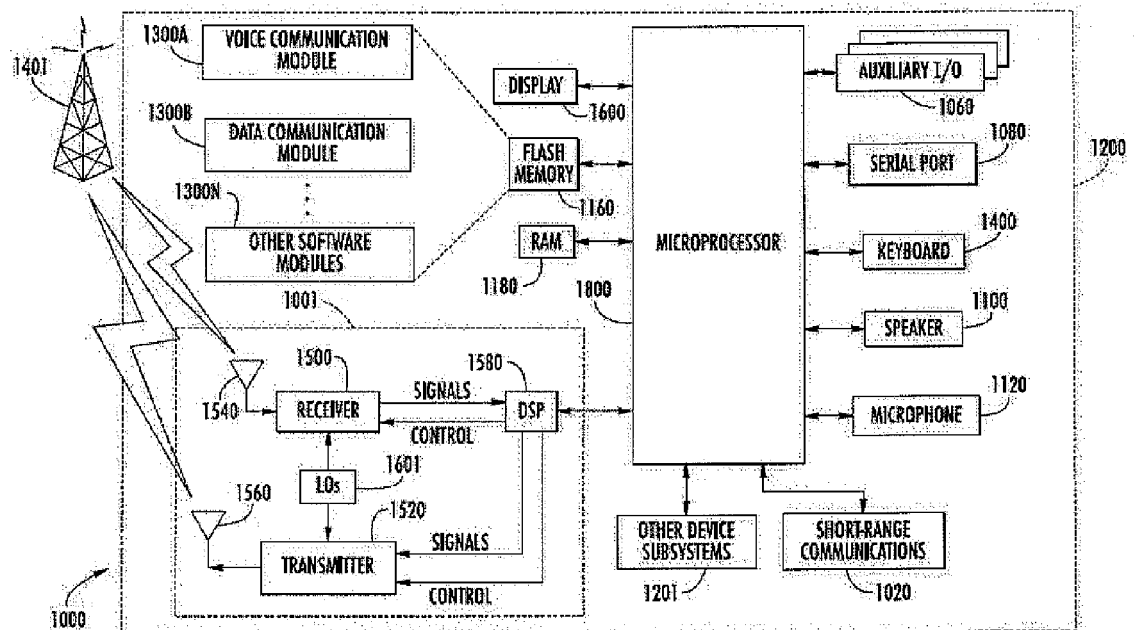 1300A
VOICE COMMUNICATION
MODULE
1401
1300B
DATA COMMUNICATION
MODULE
1300N
OTHER SOFTWARE
MODULES
DISPLAY
1600
FLASH
MEMORY
1160
RAM
1180
MICROPROCESSOR
1800
AUXILIARY I/O
1060
1080
SERIAL PORT
1200
1400
KEYBOARD
1100
SPEAKER
1120
MICROPHONE
1001
1500
RECEIVER
1540
SIGNALS
CONTROL
1580
DSP
1601
LOs
1560
1520
TRANSMITTER
SIGNALS
CONTROL
OTHER DEVICE
SUBSYSTEMS
1201
SHORT-RANGE
COMMUNICATIONS
1020
1000